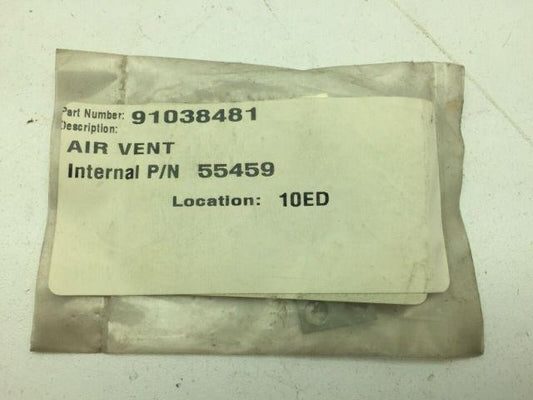 Part Number: 91038481
Description:
AIR VENT
Internal P/N 55459
Location: 10ED